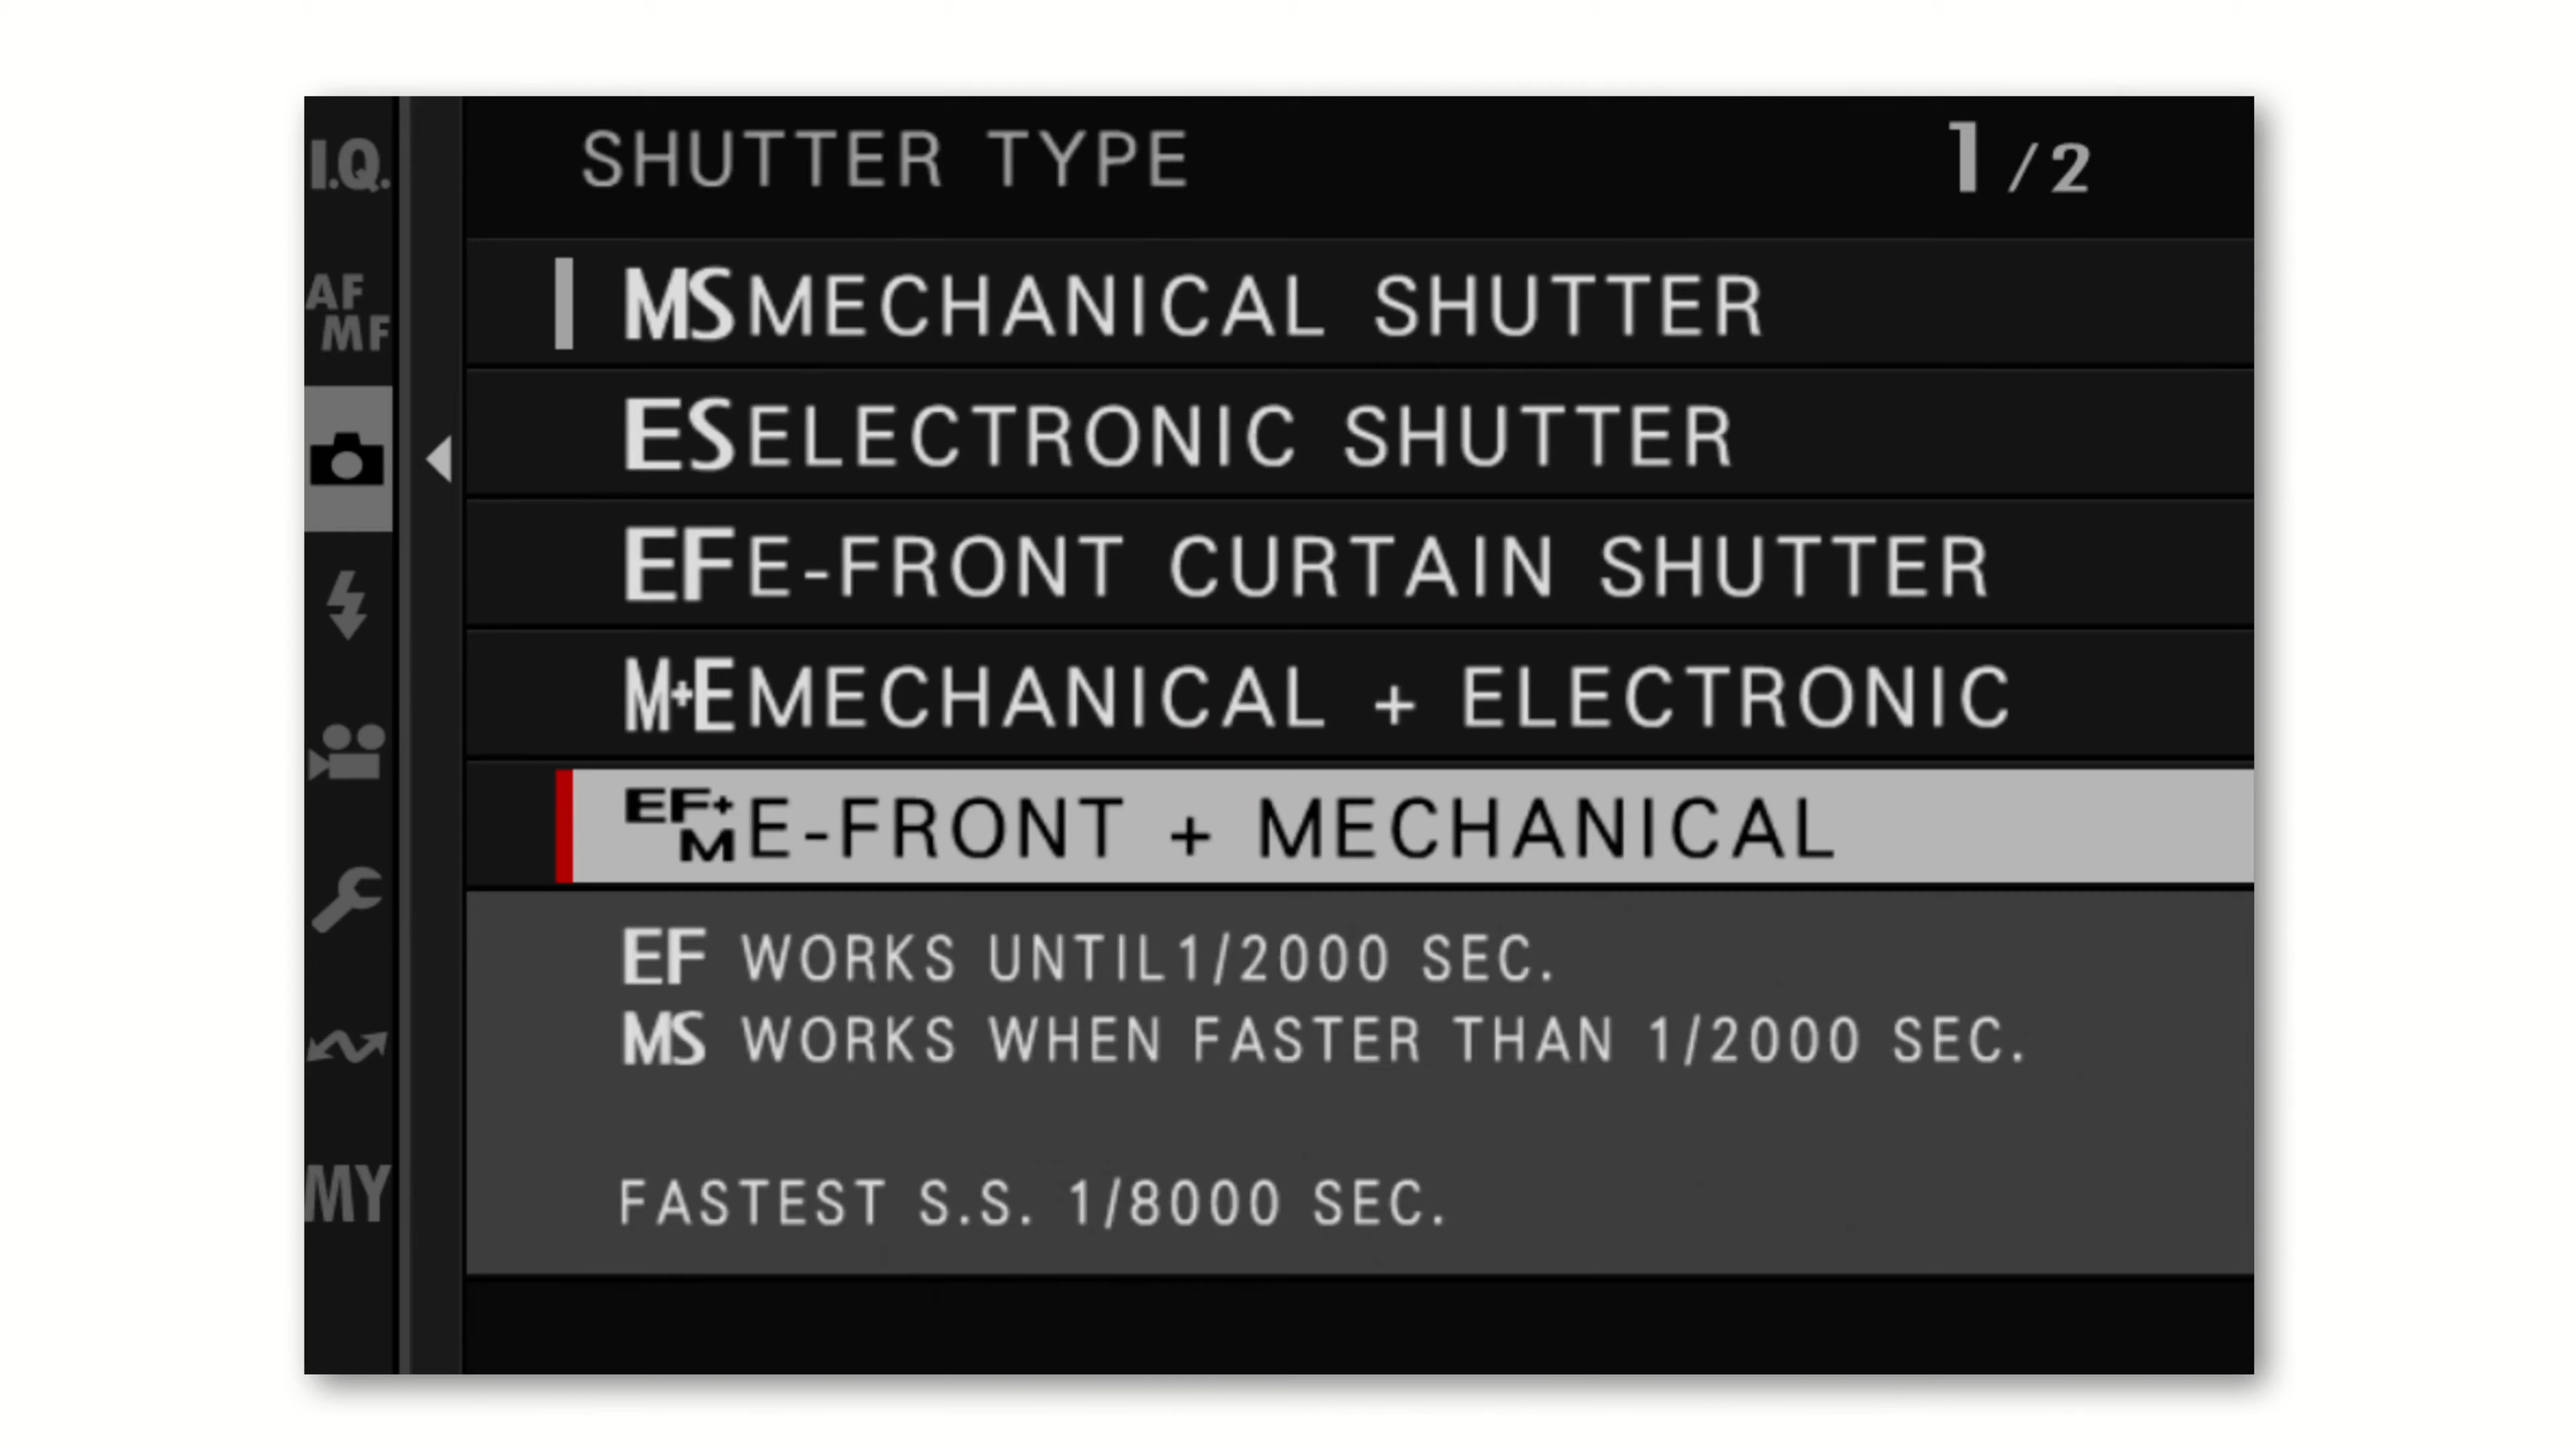 I.Q.
AF
MF
MY
SHUTTER TYPE 1/2
MS MECHANICAL SHUTTER
ES ELECTRONIC SHUTTER
EF E-FRONT CURTAIN SHUTTER
M+E MECHANICAL + ELECTRONIC
EF+M E-FRONT + MECHANICAL
EF WORKS UNTIL1/2000 SEC.
MS WORKS WHEN FASTER THAN 1/2000 SEC.
FASTEST S.S. 1/8000 SEC.